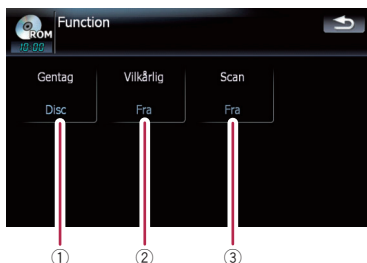 Function
ROM
10:00
Gentag Vilkårlig Scan
Disc Fra Fra
① ② ③